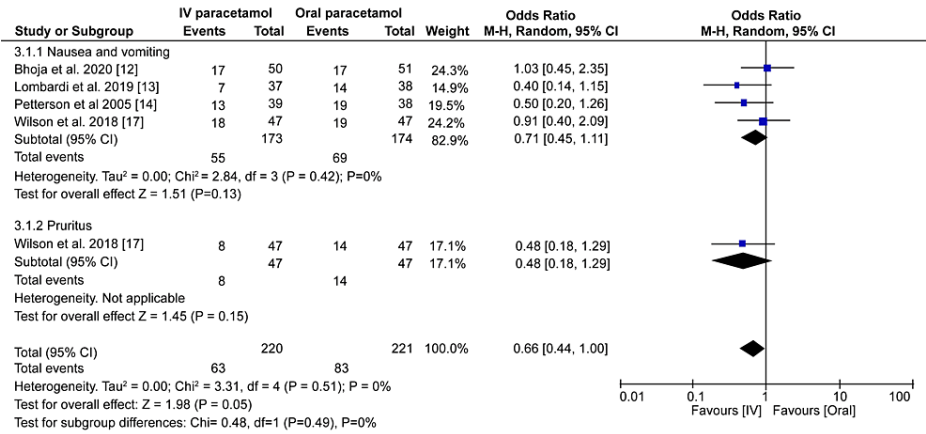 IV paracetamol Oral paracetamol Odds Ratio Odds Ratio
Study or Subgroup Events Total Events Total Weight M-H, Random, 95% CI M-H, Random, 95% CI
3.1.1 Nausea and vomiting
Bhoja et al. 2020 [12] 17 50 17 51 24.3% 1.03 [0.45, 2.35]
Lombardi et al. 2019 [13] 7 37 14 38 14.9% 0.40 [0.14, 1.15]
Petterson et al 2005 [14] 13 39 19 38 19.5% 0.50 [0.20, 1.26]
Wilson et al. 2018 [17] 18 47 19 47 24.2% 0.91 [0.40, 2.09]
Subtotal (95% CI) 173 174 82.9% 0.71 [0.45, 1.11]
Total events 55 69
Heterogeneity. Tau² = 0.00; Chi² = 2.84, df = 3 (P = 0.42); P=0%
Test for overall effect Z = 1.51 (P=0.13)
3.1.2 Pruritus
Wilson et al. 2018 [17] 8 47 14 47 17.1% 0.48 [0.18, 1.29]
Subtotal (95% CI) 47 47 17.1% 0.48 [0.18, 1.29]
Total events 8 14
Heterogeneity. Not applicable
Test for overall effect Z = 1.45 (P = 0.15)
Total (95% CI) 220 221 100.0% 0.66 [0.44, 1.00]
Total events 63 83
Heterogeneity. Tau² = 0.00; Chi² = 3.31, df = 4 (P = 0.51); P = 0%
Test for overall effect: Z = 1.98 (P = 0.05)
Test for subgroup differences: Chi= 0.48, df=1 (P=0.49), P=0%
0.01 0.1 1 10 100
Favours [IV] Favours [Oral]